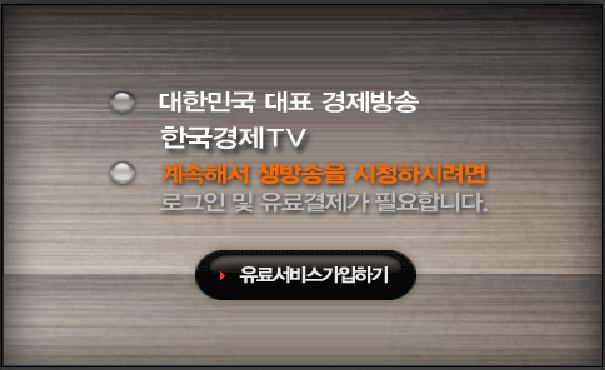 대한민국 대표 경제방송
한국경제TV
계속해서 생방송을 시청하시려면
로그인 및 유료결제가 필요합니다.
유료서비스가입하기